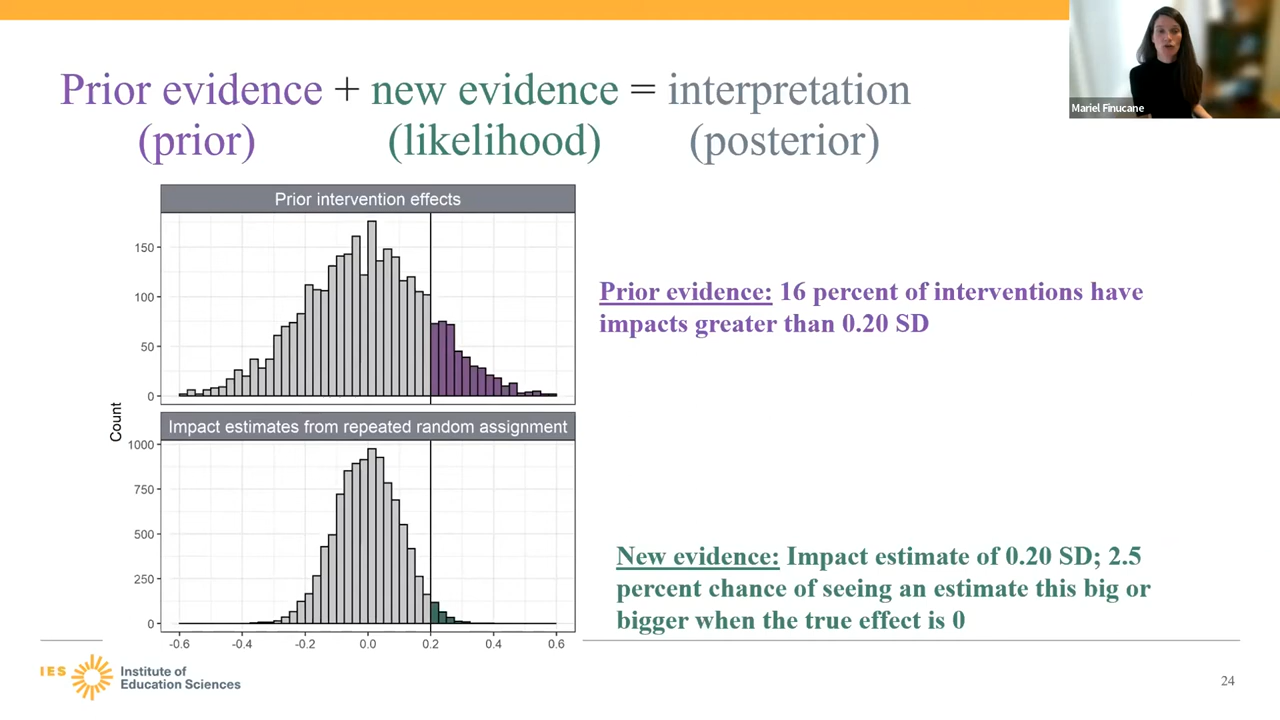 Mariel Finucane
Prior evidence + new evidence = interpretation
(prior) (likelihood) (posterior)
Prior intervention effects
150
100
50
0
Prior evidence: 16 percent of interventions have
impacts greater than 0.20 SD
Count
Impact estimates from repeated random assignment
1000
750
500
250
0
-0.6 -0.4 -0.2 0.0 0.2 0.4 0.6
New evidence: Impact estimate of 0.20 SD; 2.5
percent chance of seeing an estimate this big or
bigger when the true effect is 0
IES Institute of
Education Sciences
24